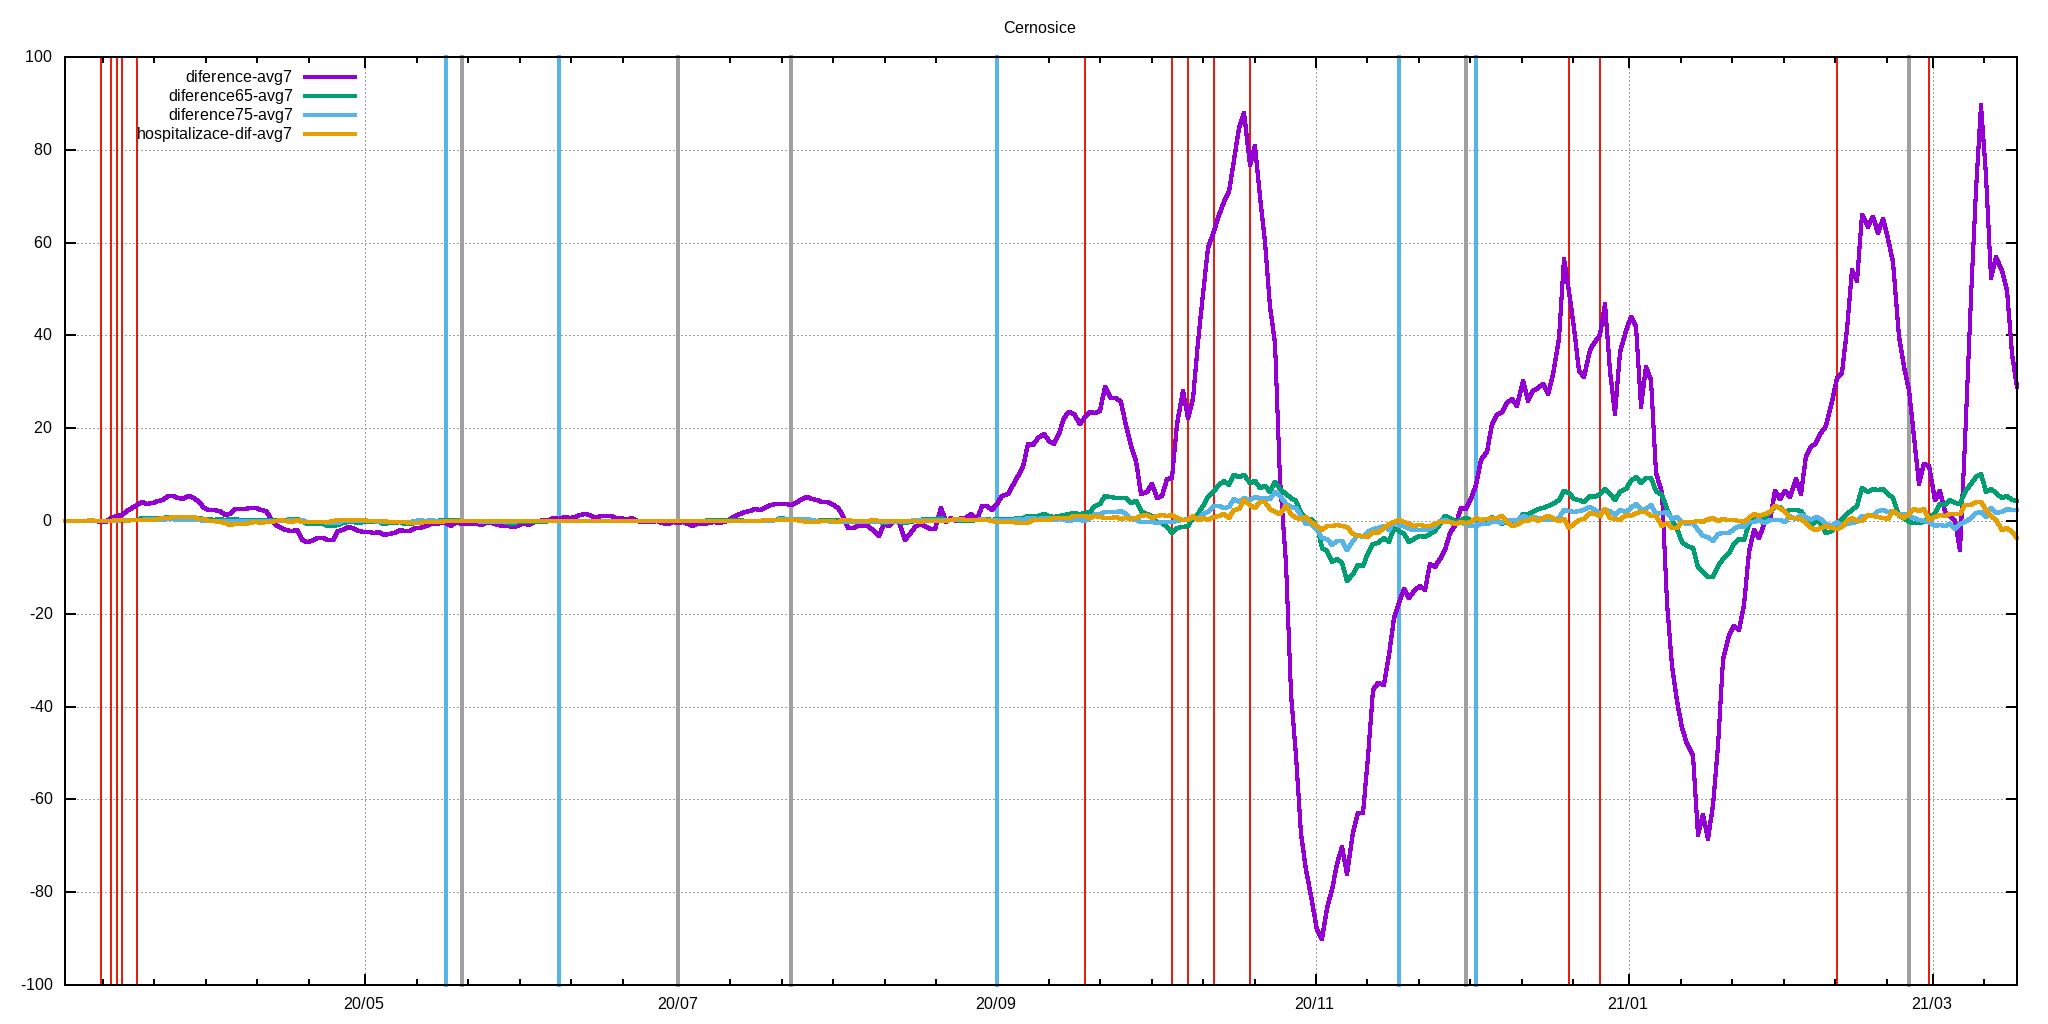 Cernosice
diference-avg7
diference65-avg7
diference75-avg7
hospitalizace-dif-avg7
100
80
60
40
20
0
-20
-40
-60
-80
-100
20/05 20/07 20/09 20/11 21/01 21/03